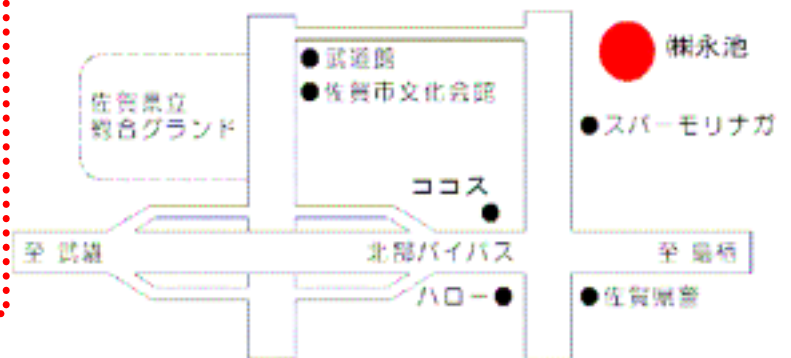 ㈱永池
武道館
佐賀市文化会館
佐賀県立
総合グランド
スパーモリナガ
ココス
至 武雄
北部バイパス
至 鳥栖
ハロー
佐賀県警